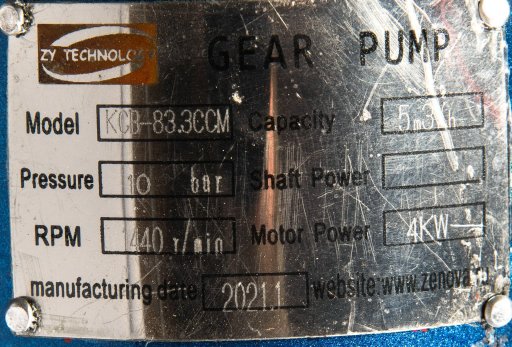 ZY TECHNOLOGY
GEAR PUMP
Model KCB-83.3CCM Capacity 5m3/h
Pressure 10 bar Shaft Power
RPM 1440 r/min Motor Power 4KW
manufacturing date 2021.1 website:www.zenova.ru